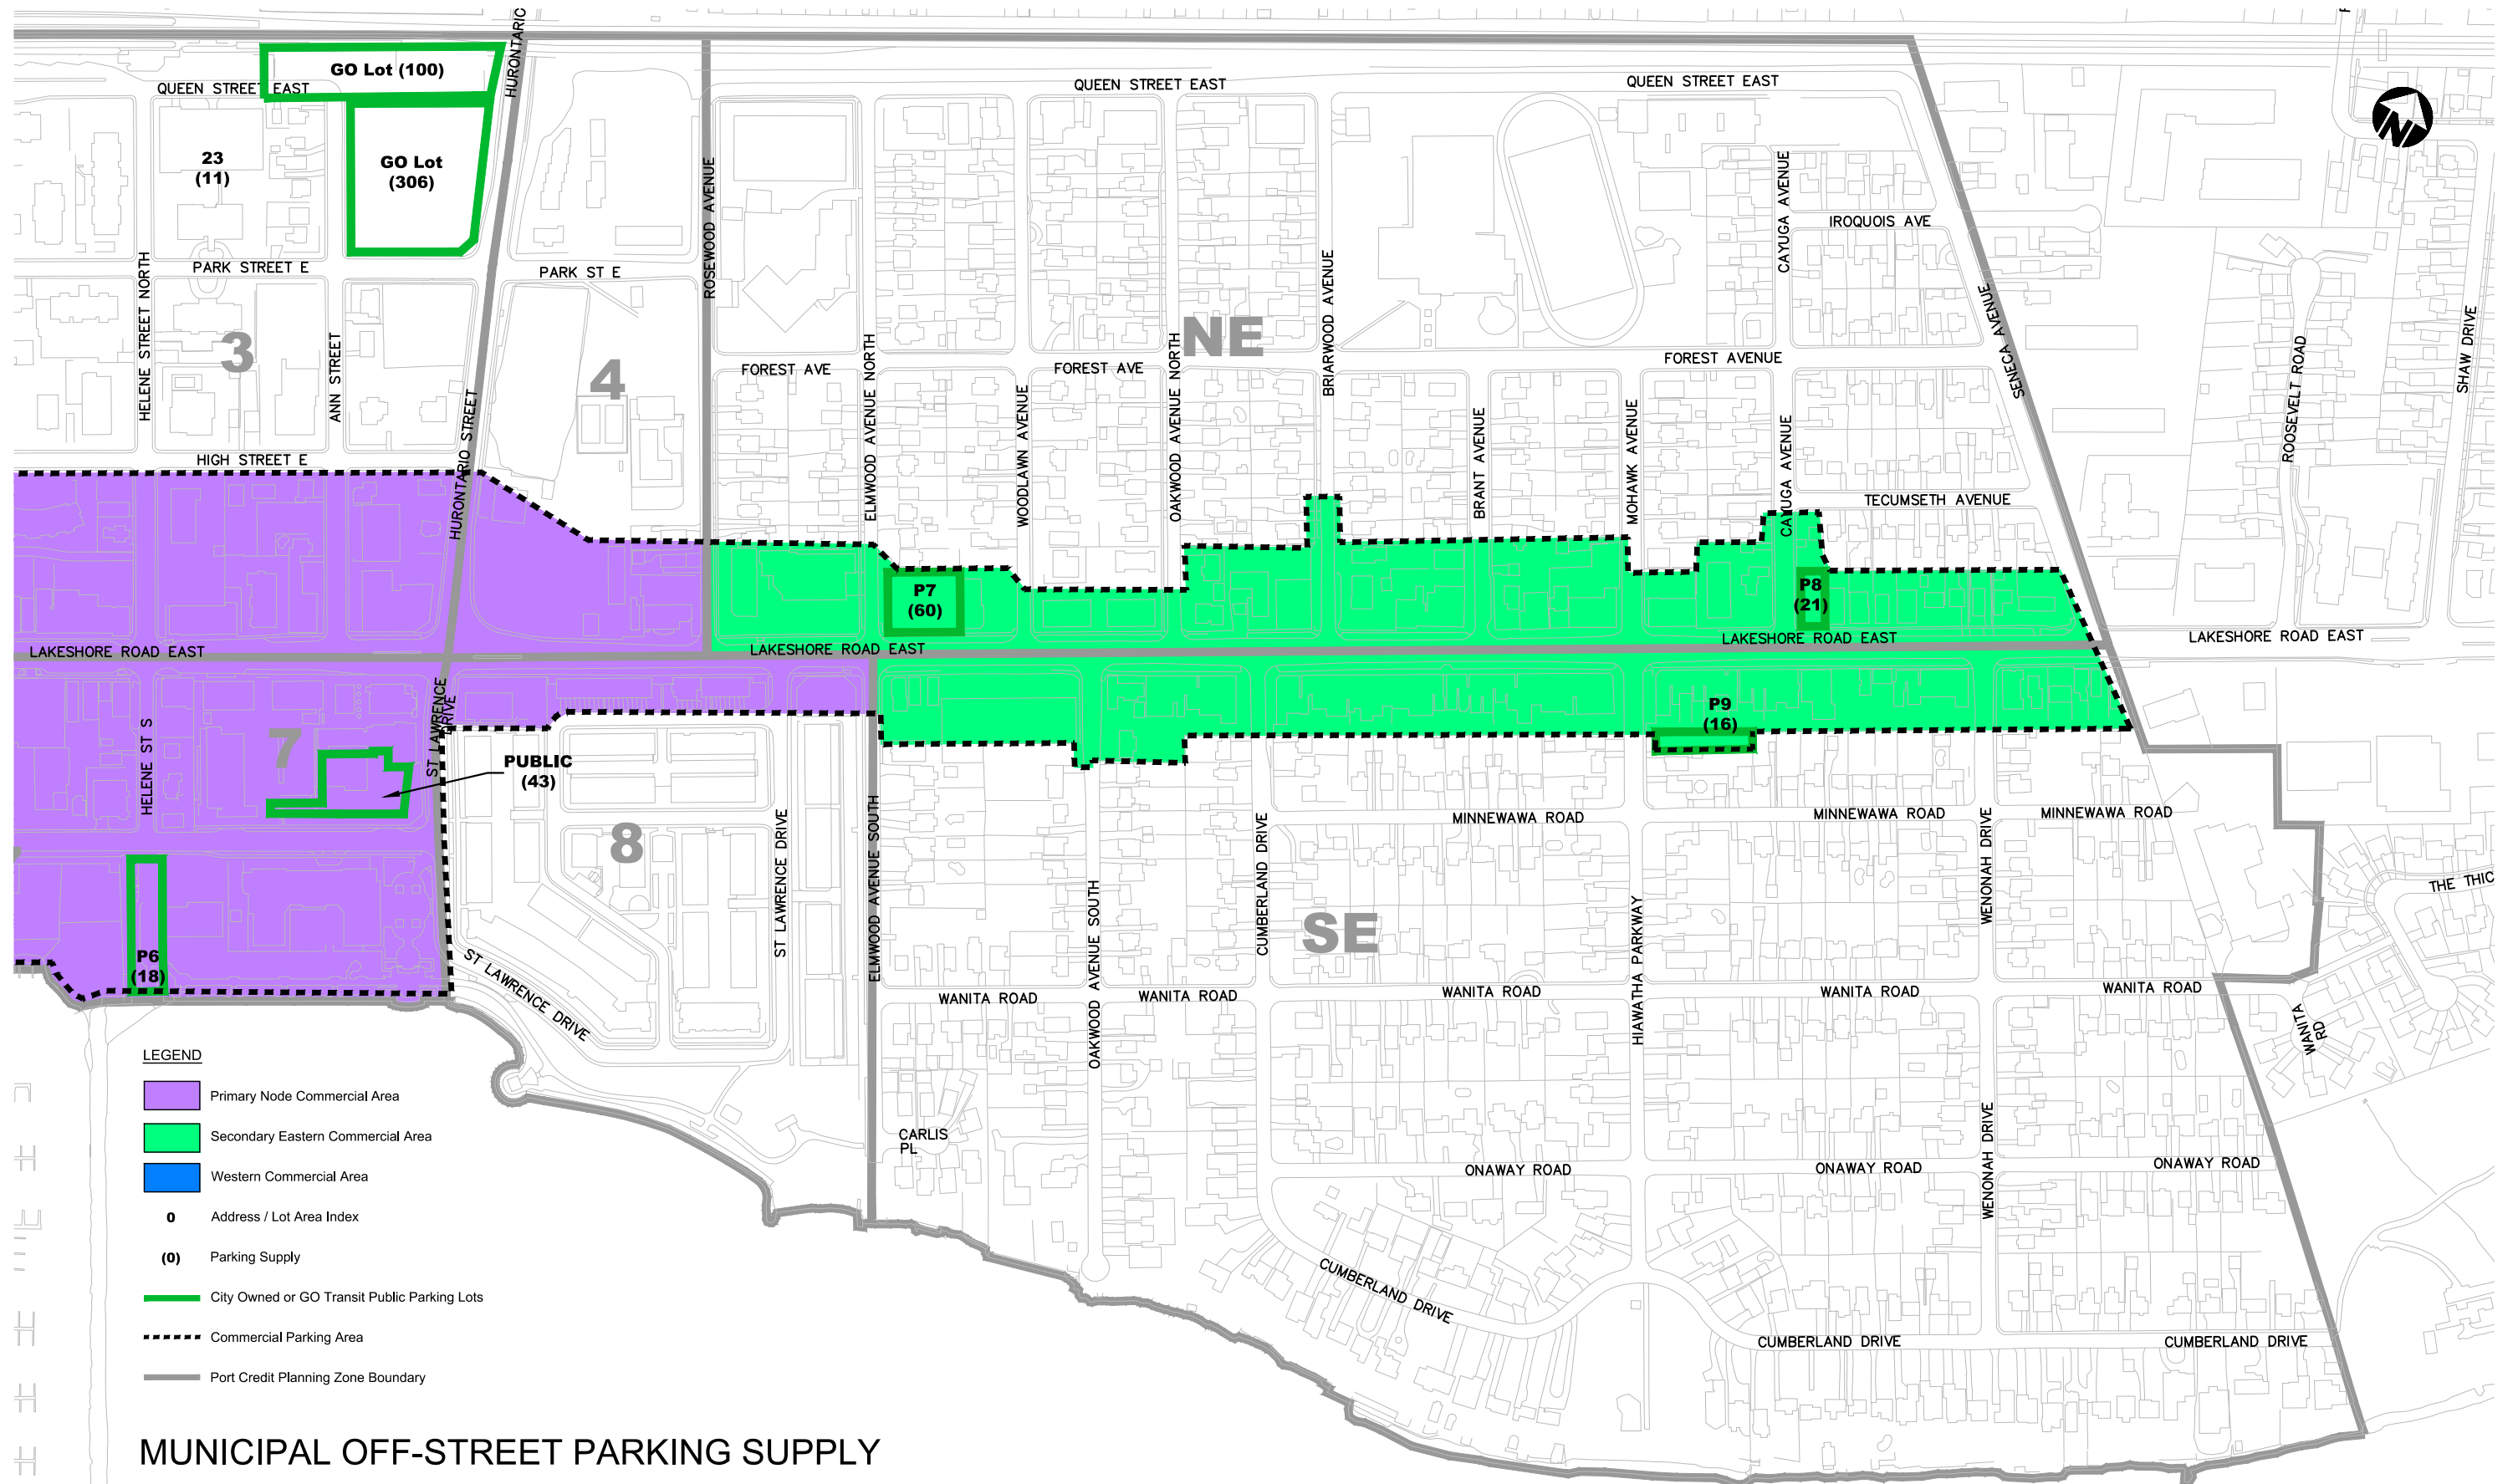 HURONTARIC
GO Lot (100)
QUEEN STREET EAST
QUEEN STREET EAST
QUEEN STREET EAST
N
23
(11)
GO Lot
(306)
ROSEWOOD AVENUE
CAYUGA AVENUE
IROQUOIS AVE
HELENE STREET NORTH
PARK STREET E
PARK ST E
3
ANN STREET
4
NE
BRIARWOOD AVENUE
SENECA AVENUE
ROOSEVELT ROAD
SHAW DRIVE
FOREST AVE
ELMWOOD AVENUE NORTH
WOODLAWN AVENUE
FOREST AVE
OAKWOOD AVENUE NORTH
FOREST AVENUE
BRANT AVENUE
MOHAWK AVENUE
CAYUGA AVENUE
TECUMSETH AVENUE
HIGH STREET E
HURONTARIO STREET
P7
(60)
P8
(21)
LAKESHORE ROAD EAST
LAKESHORE ROAD EAST
LAKESHORE ROAD EAST
LAKESHORE ROAD EAST
HELENE ST S
7
ST LAWRENCE
DRIVE
PUBLIC
(43)
P9
(16)
8
ST LAWRENCE DRIVE
ELMWOOD AVENUE SOUTH
OAKWOOD AVENUE SOUTH
CUMBERLAND DRIVE
SE
MINNEWAWA ROAD
MINNEWAWA ROAD
MINNEWAWA ROAD
HIAWATHA PARKWAY
WENONAH DRIVE
THE THIC
P6
(18)
ST LAWRENCE DRIVE
WANITA ROAD
WANITA ROAD
WANITA ROAD
WANITA ROAD
WANITA ROAD
WANITA
RD
CARLIS
PL
ONAWAY ROAD
ONAWAY ROAD
ONAWAY ROAD
WENONAH DRIVE
CUMBERLAND DRIVE
CUMBERLAND DRIVE
CUMBERLAND DRIVE
LEGEND
Primary Node Commercial Area
Secondary Eastern Commercial Area
Western Commercial Area
0 Address / Lot Area Index
(0) Parking Supply
City Owned or GO Transit Public Parking Lots
Commercial Parking Area
Port Credit Planning Zone Boundary
MUNICIPAL OFF-STREET PARKING SUPPLY